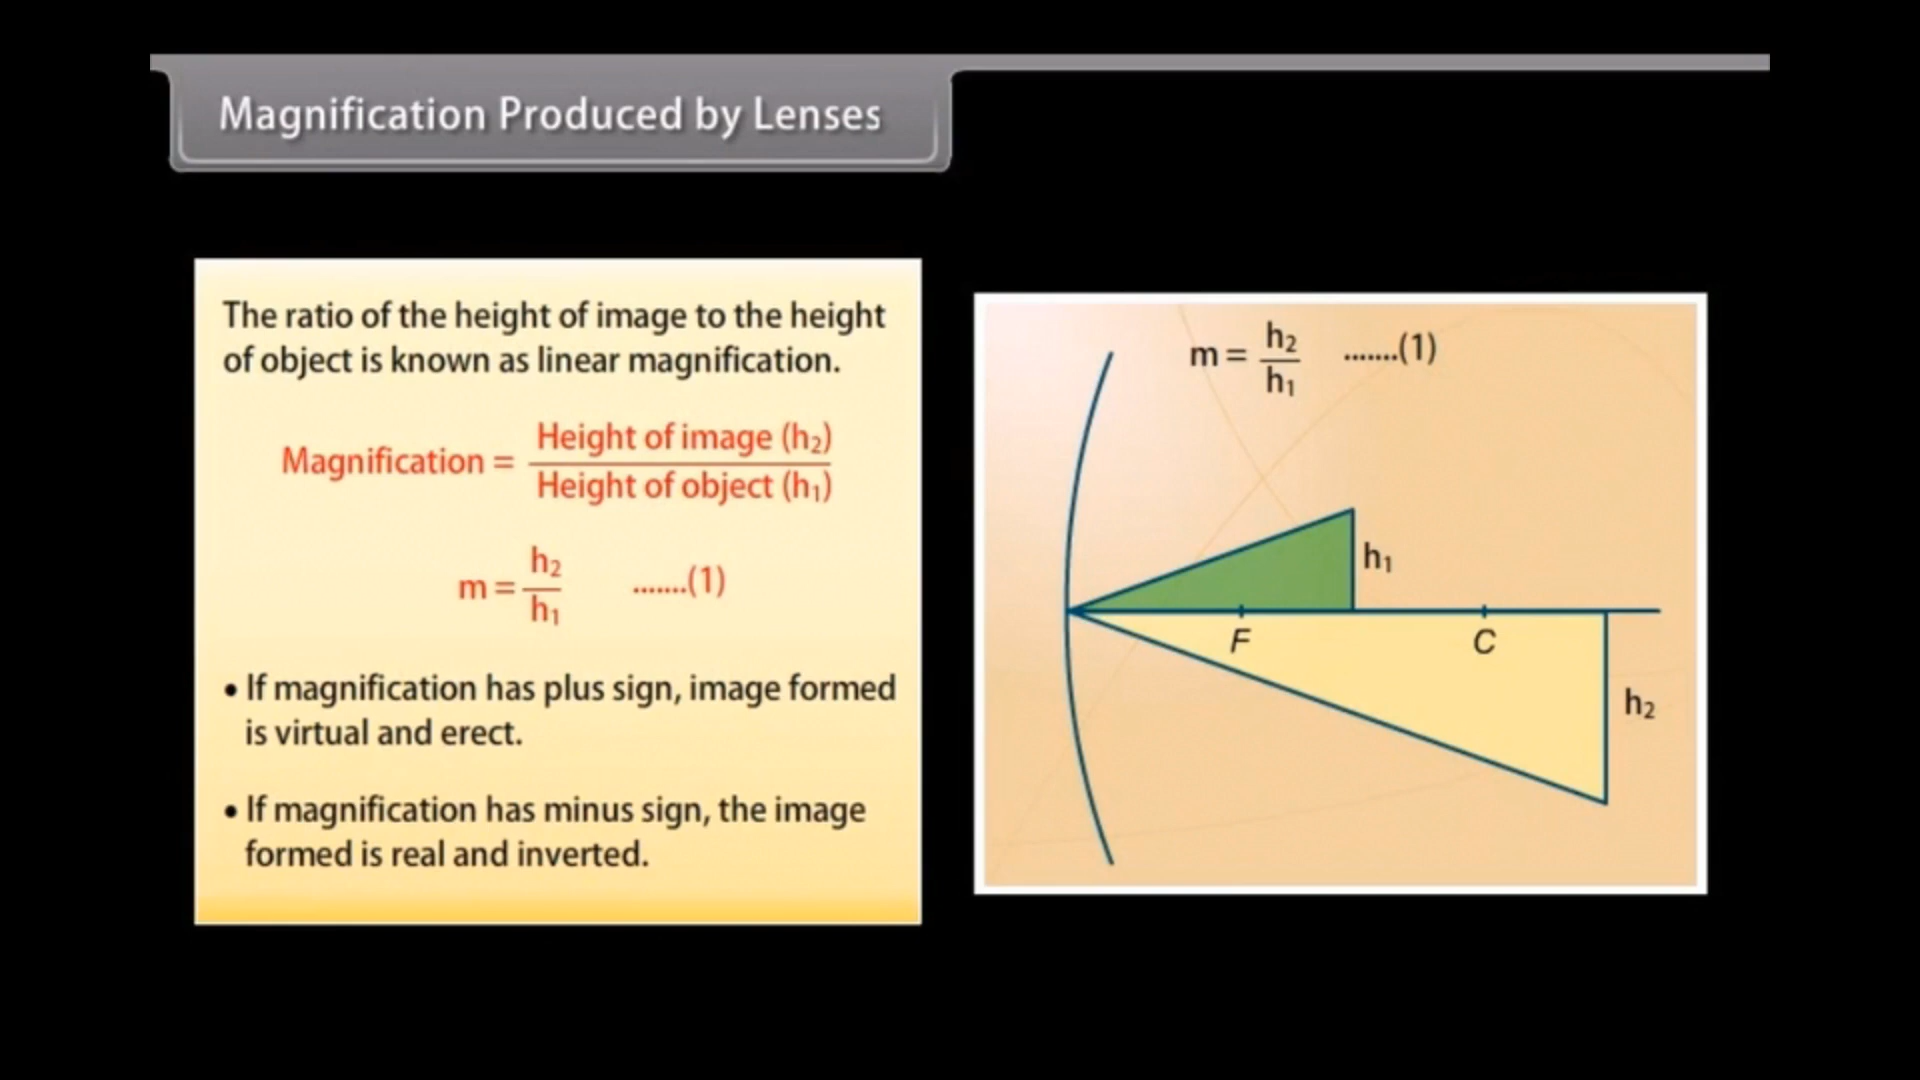 Magnification Produced by Lenses
The ratio of the height of image to the height
of object is known as linear magnification.
Magnification = Height of image (h₂) / Height of object (h₁)
m = h₂ / h₁ .......(1)
• If magnification has plus sign, image formed
is virtual and erect.
• If magnification has minus sign, the image
formed is real and inverted.
m = h₂ / h₁ .......(1)
h₁
F
C
h₂